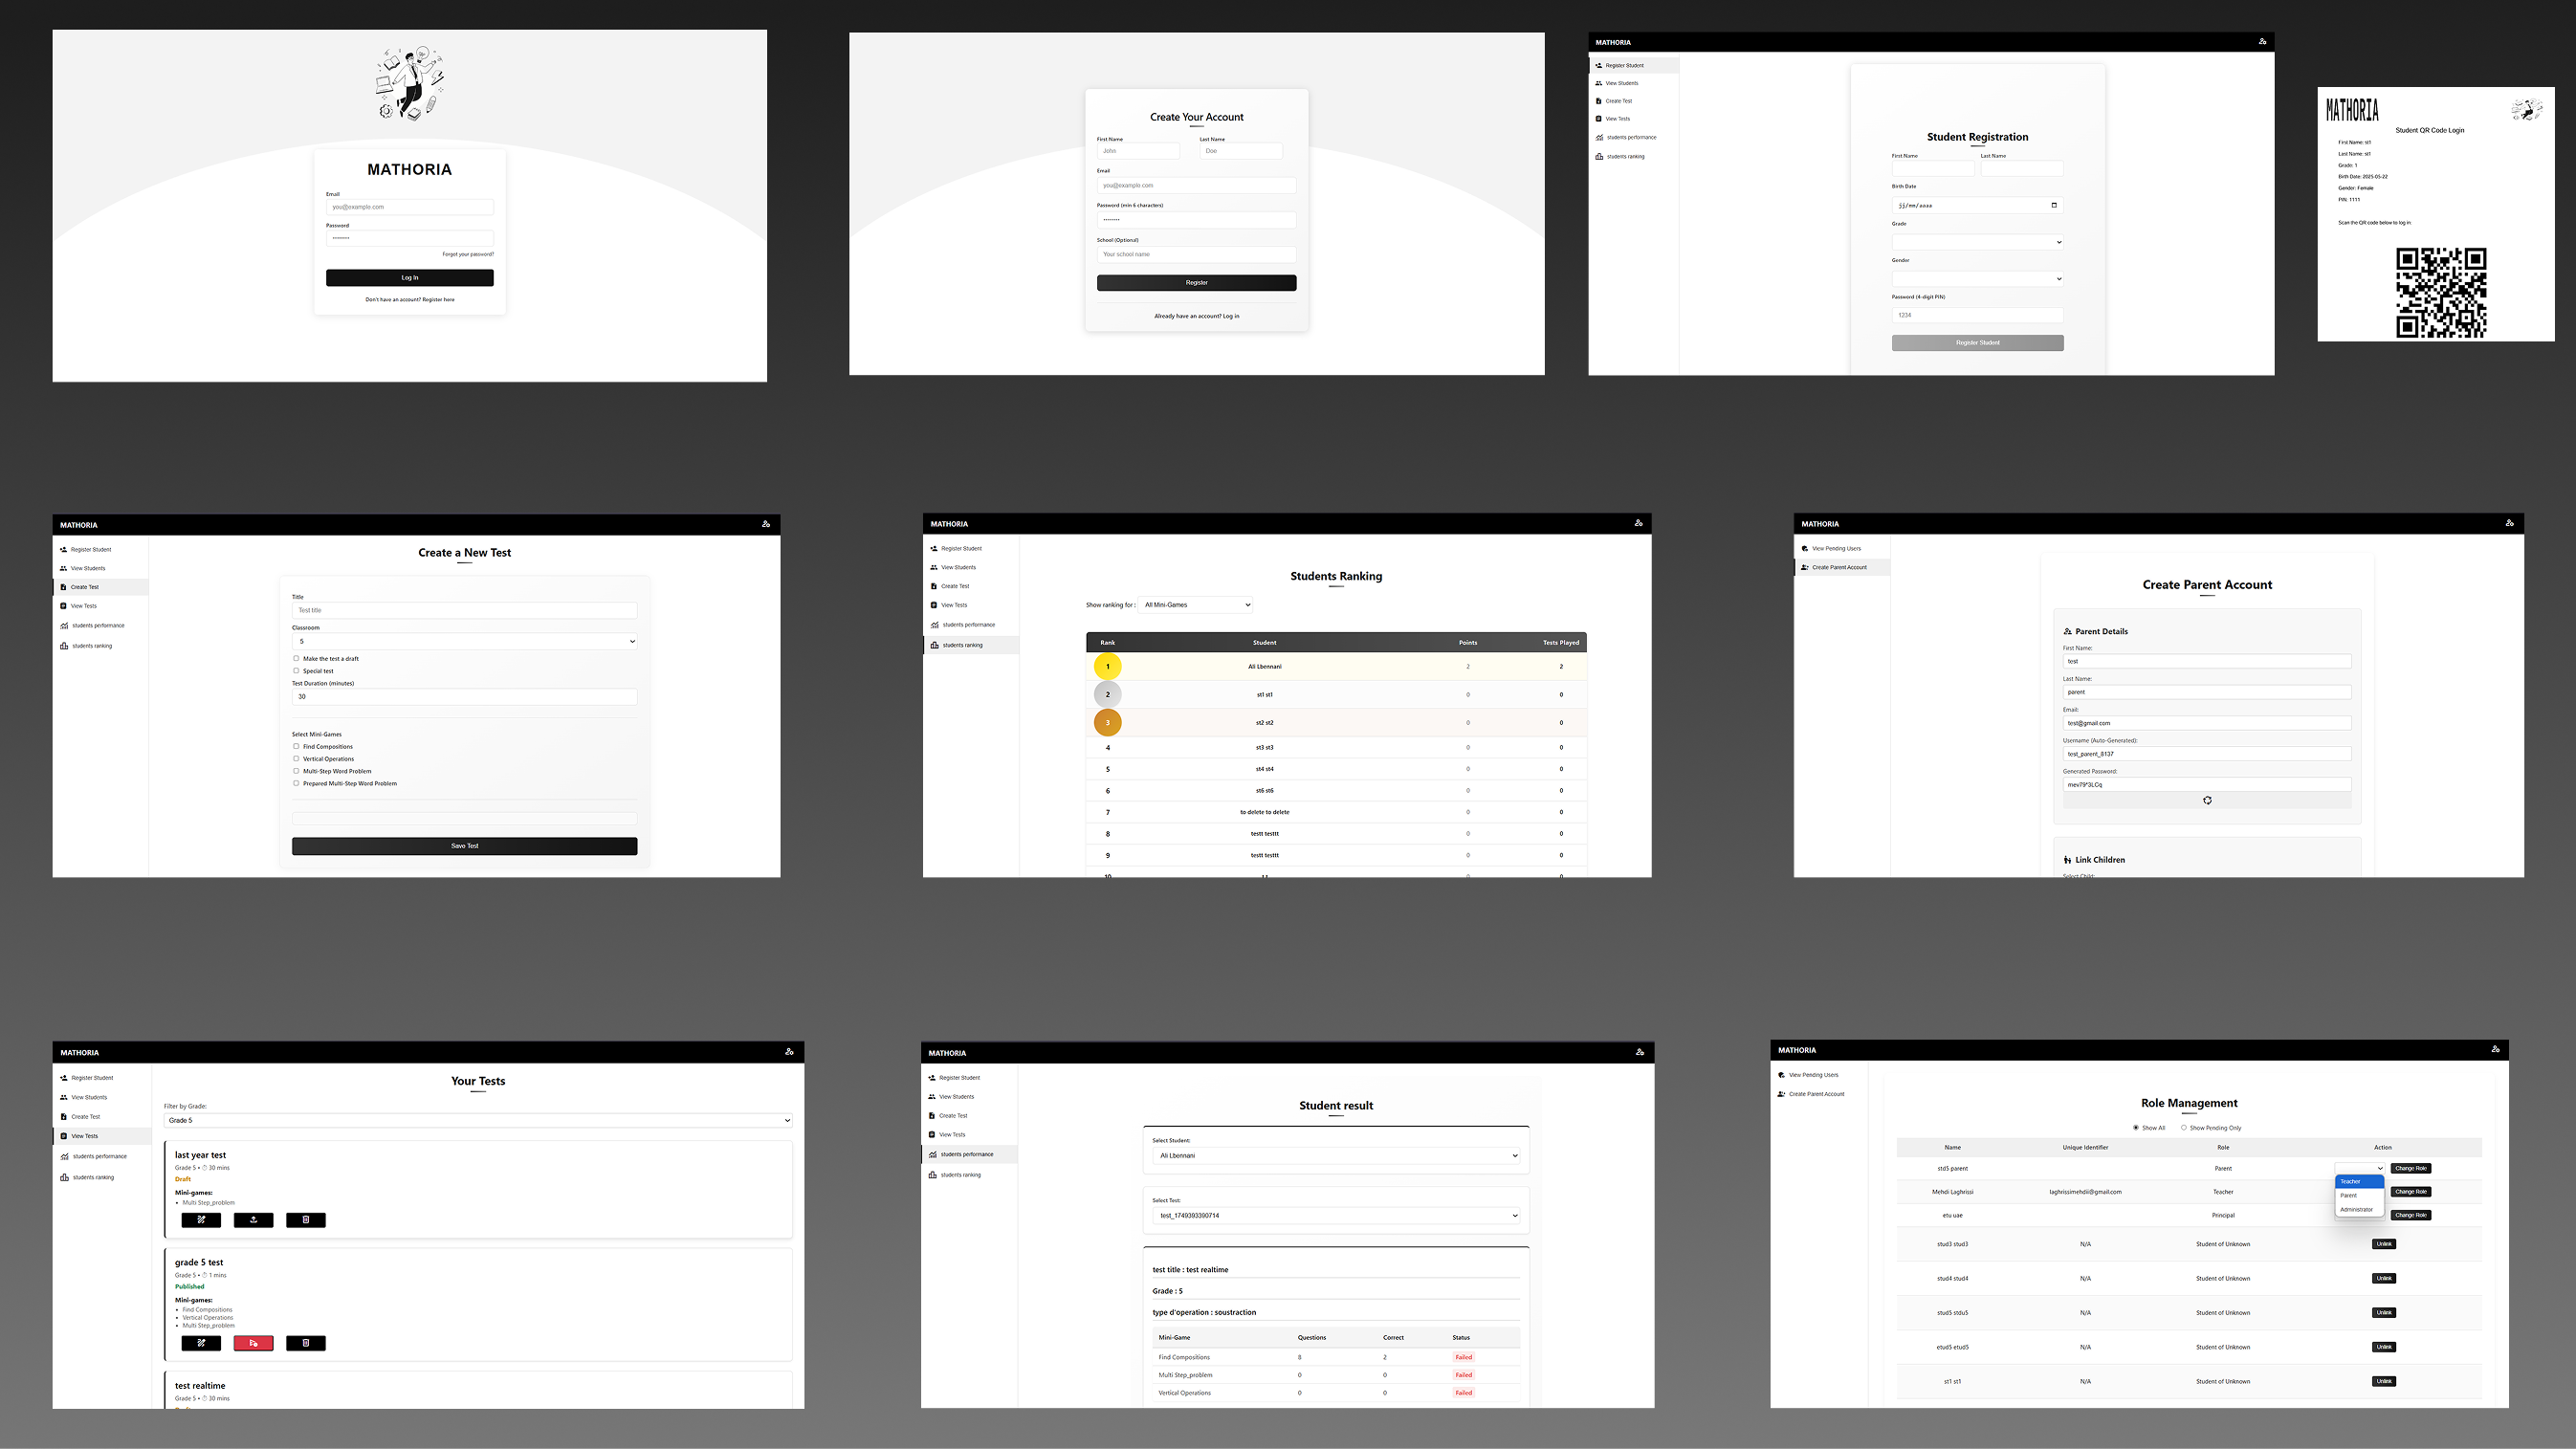 MATHORIA
Email
you@example.com
Password
••••••••
Forgot your password?
Log In
Don't have an account? Register here
Create Your Account
First Name
Last Name
John
Doe
Email
you@example.com
Password (min 6 characters)
••••••••
School (Optional)
Your school name
Register
Already have an account? Log in
MATHORIA
Register Student
View Students
Create Test
View Tests
students performance
students ranking
Student Registration
First Name
Last Name
Birth Date
jj/mm/aaaa
Grade
Gender
Password (4-digit PIN)
1234
Register Student
MATHORIA
Student QR Code Login
First Name: st1
Last Name: st1
Grade: 1
Birth Date: 2025-05-22
Gender: Female
PIN: 1111
Scan the QR code below to log in:
MATHORIA
Register Student
View Students
Create Test
View Tests
students performance
students ranking
Create a New Test
Title
Test title
Classroom
5
Make the test a draft
Special test
Test Duration (minutes)
30
Select Mini-Games
Find Compositions
Vertical Operations
Multi-Step Word Problem
Prepared Multi-Step Word Problem
Save Test
MATHORIA
Register Student
View Students
Create Test
View Tests
students performance
students ranking
Students Ranking
Show ranking for : All Mini-Games
Rank Student Points Tests Played
1 Ali Lbennani 2 2
2 st1 st1 0 0
3 st2 st2 0 0
4 st3 st3 0 0
5 st4 st4 0 0
6 st6 st6 0 0
7 to delete to delete 0 0
8 testt testtt 0 0
9 testt testtt 0 0
MATHORIA
View Pending Users
Create Parent Account
Create Parent Account
Parent Details
First Name:
test
Last Name:
parent
Email:
test@gmail.com
Username (Auto-Generated):
test_parent_8137
Generated Password:
Link Children
Select Child:
MATHORIA
Register Student
View Students
Create Test
View Tests
students performance
students ranking
Your Tests
Filter by Grade:
Grade 5
last year test
Grade 5 • ⏱ 30 mins
Draft
Mini-games:
• Multi Step_problem
grade 5 test
Grade 5 • ⏱ 1 mins
Published
Mini-games:
• Find Compositions
• Vertical Operations
• Multi Step_problem
test realtime
Grade 5 • ⏱ 30 mins
MATHORIA
Register Student
View Students
Create Test
View Tests
students performance
students ranking
Student result
Select Student:
Ali Lbennani
Select Test:
test_1749393390714
test title : test realtime
Grade : 5
type d'operation : soustraction
Mini-Game Questions Correct Status
Find Compositions 8 2 Failed
Multi Step_problem 0 0 Failed
Vertical Operations 0 0 Failed
MATHORIA
View Pending Users
Create Parent Account
Role Management
Show All Show Pending Only
Name Unique Identifier Role Action
std5 parent Parent Change Role
Teacher
Parent
Administrator
Mehdi Laghrissi laghrissimehdii@gmail.com Teacher Change Role
etu uae Principal Change Role
stud3 stud3 N/A Student of Unknown Unlink
stud4 stud4 N/A Student of Unknown Unlink
stud5 stdu5 N/A Student of Unknown Unlink
etud5 etud5 N/A Student of Unknown Unlink
st1 st1 N/A Student of Unknown Unlink